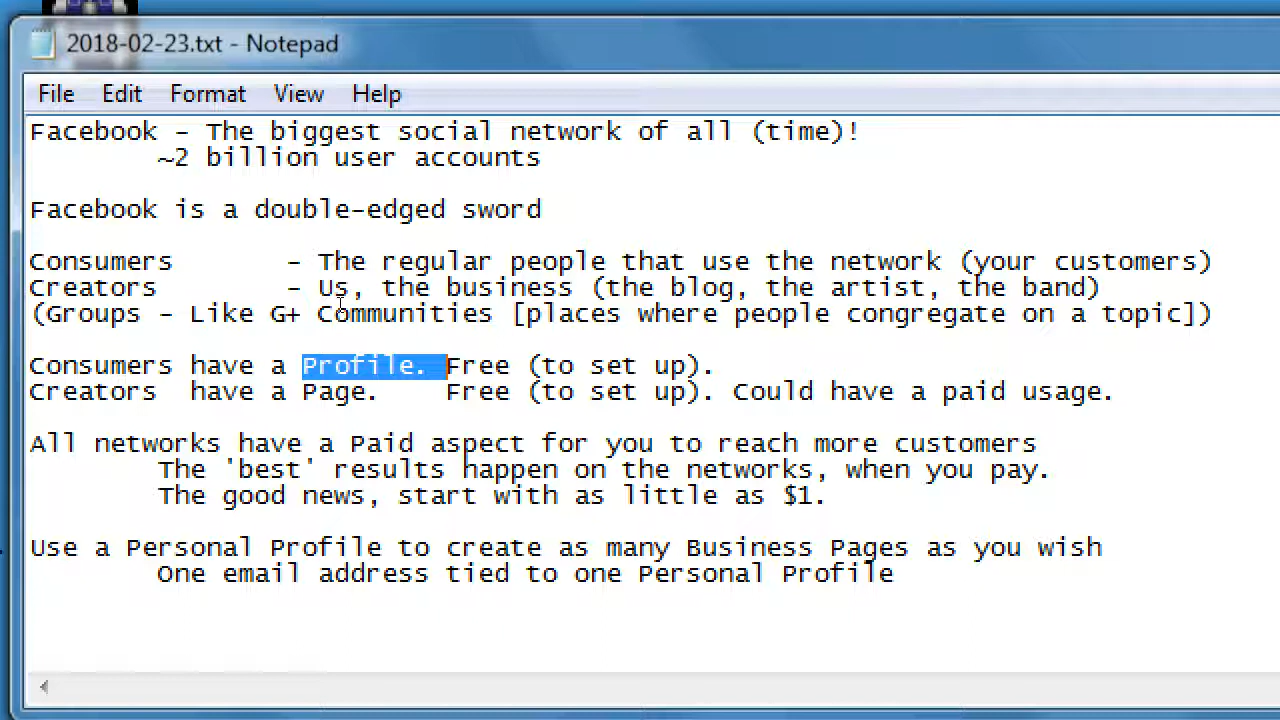 2018-02-23.txt - Notepad
File Edit Format View Help
Facebook - The biggest social network of all (time)!
~2 billion user accounts
Facebook is a double-edged sword
Consumers - The regular people that use the network (your customers)
Creators - Us, the business (the blog, the artist, the band)
(Groups - Like G+ Communities [places where people congregate on a topic])
Consumers have a Profile. Free (to set up).
Creators have a Page. Free (to set up). Could have a paid usage.
All networks have a Paid aspect for you to reach more customers
The 'best' results happen on the networks, when you pay.
The good news, start with as little as $1.
Use a Personal Profile to create as many Business Pages as you wish
One email address tied to one Personal Profile